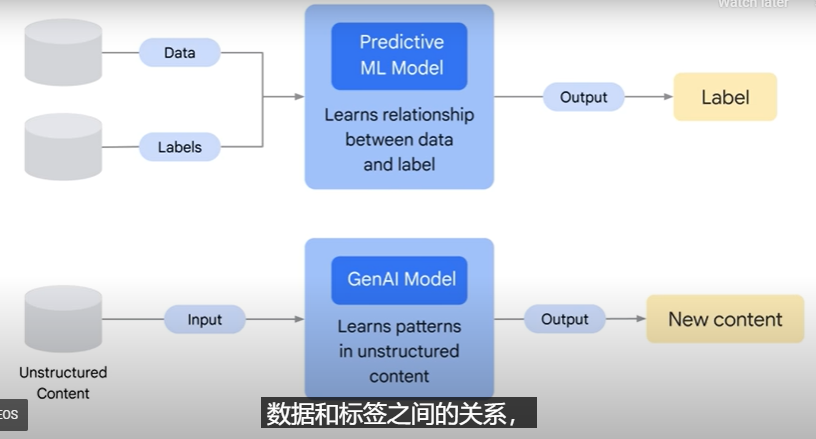 Watch later
Data
Labels
Predictive
ML Model
Learns relationship
between data
and label
Output
Label
Unstructured
Content
Input
GenAI Model
Learns patterns
in unstructured
content
Output
New content
EOS
数据和标签之间的关系，